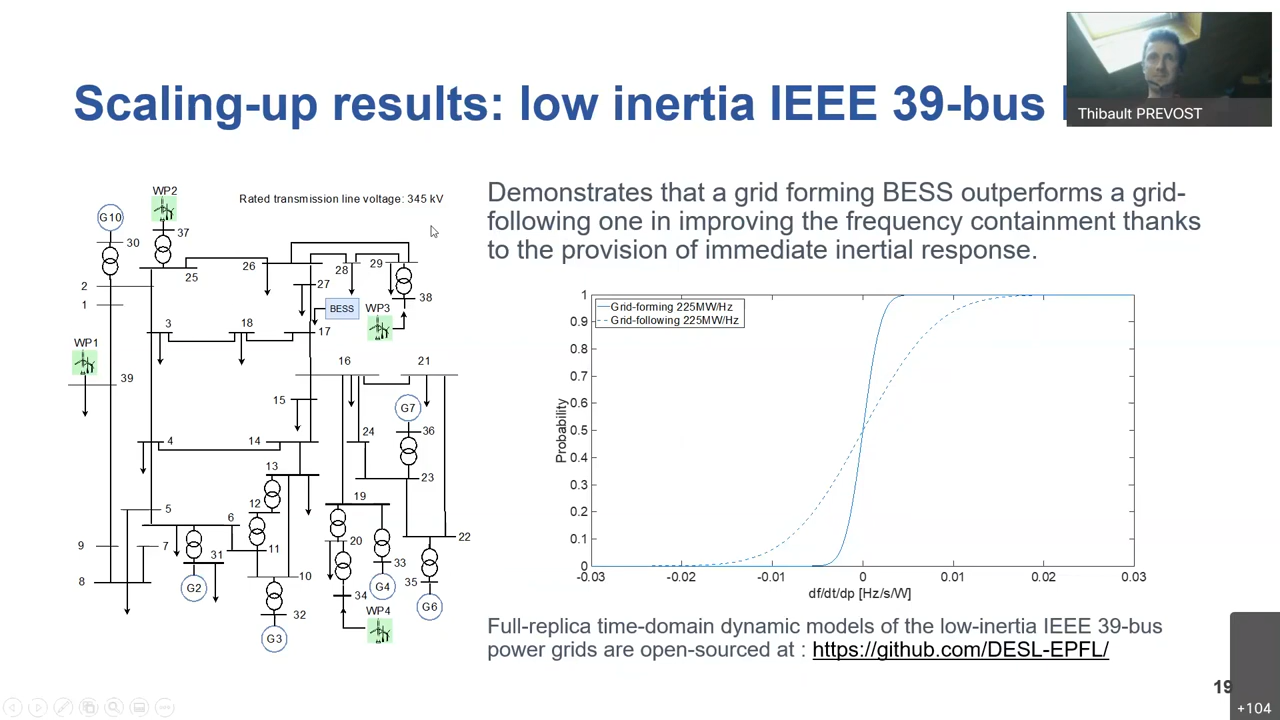 Scaling-up results: low inertia IEEE 39-bus
Thibault PREVOST
Rated transmission line voltage: 345 kV
WP2
G10
30
37
25
26
28
29
2
1
27
BESS
WP3
38
3
18
17
WP1
39
16
21
15
G7
4
14
24
36
13
23
12
19
5
6
22
9
7
31
11
20
33
8
10
35
G2
34
G4
G6
32
WP4
G3
Demonstrates that a grid forming BESS outperforms a grid-
following one in improving the frequency containment thanks
to the provision of immediate inertial response.
Grid-forming 225MW/Hz
Grid-following 225MW/Hz
Probability
1
0.9
0.8
0.7
0.6
0.5
0.4
0.3
0.2
0.1
0
-0.03
-0.02
-0.01
0
0.01
0.02
0.03
df/dt/dp [Hz/s/W]
Full-replica time-domain dynamic models of the low-inertia IEEE 39-bus
power grids are open-sourced at : https://github.com/DESL-EPFL/
19
+104